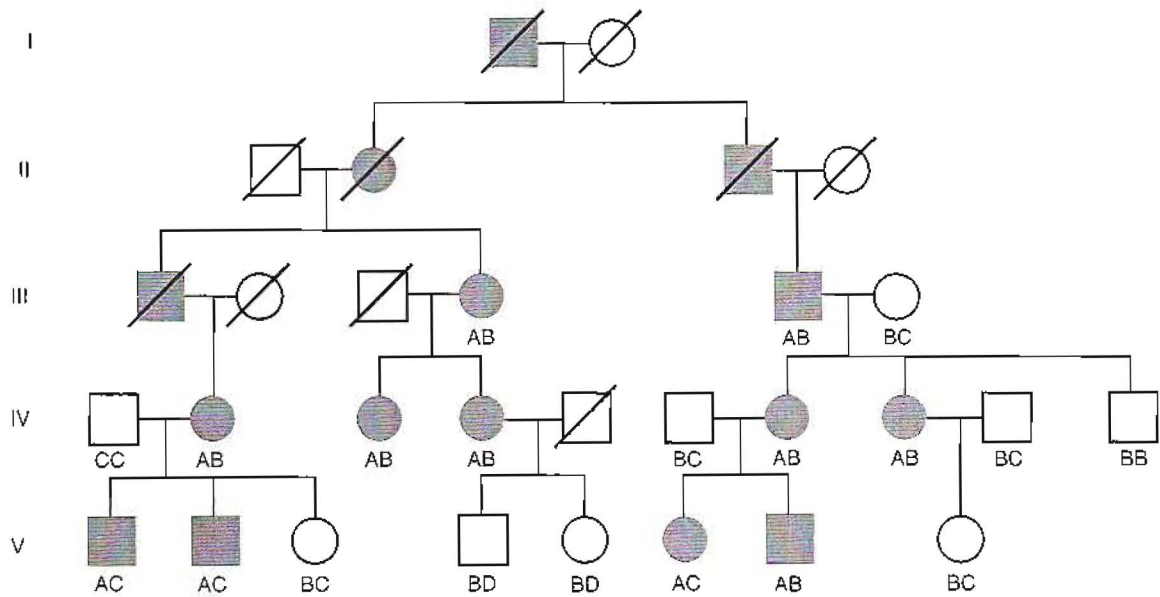 I
II
III
AB AB BC
IV
CC AB AB AB BC AB AB BC BB
V
AC AC BC BD BD AC AB BC